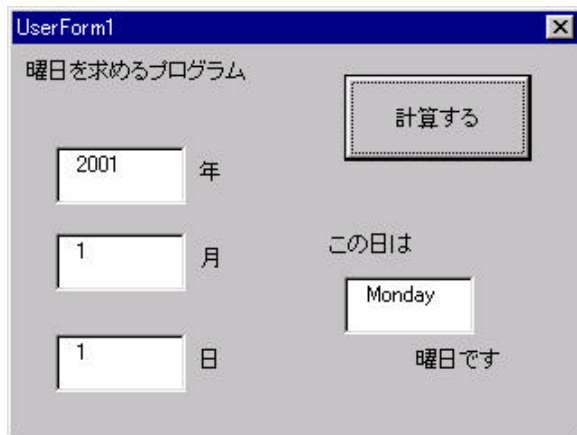 UserForm1
曜日を求めるプログラム
計算する
2001 年
1 月
この日は
Monday
1 日
曜日です